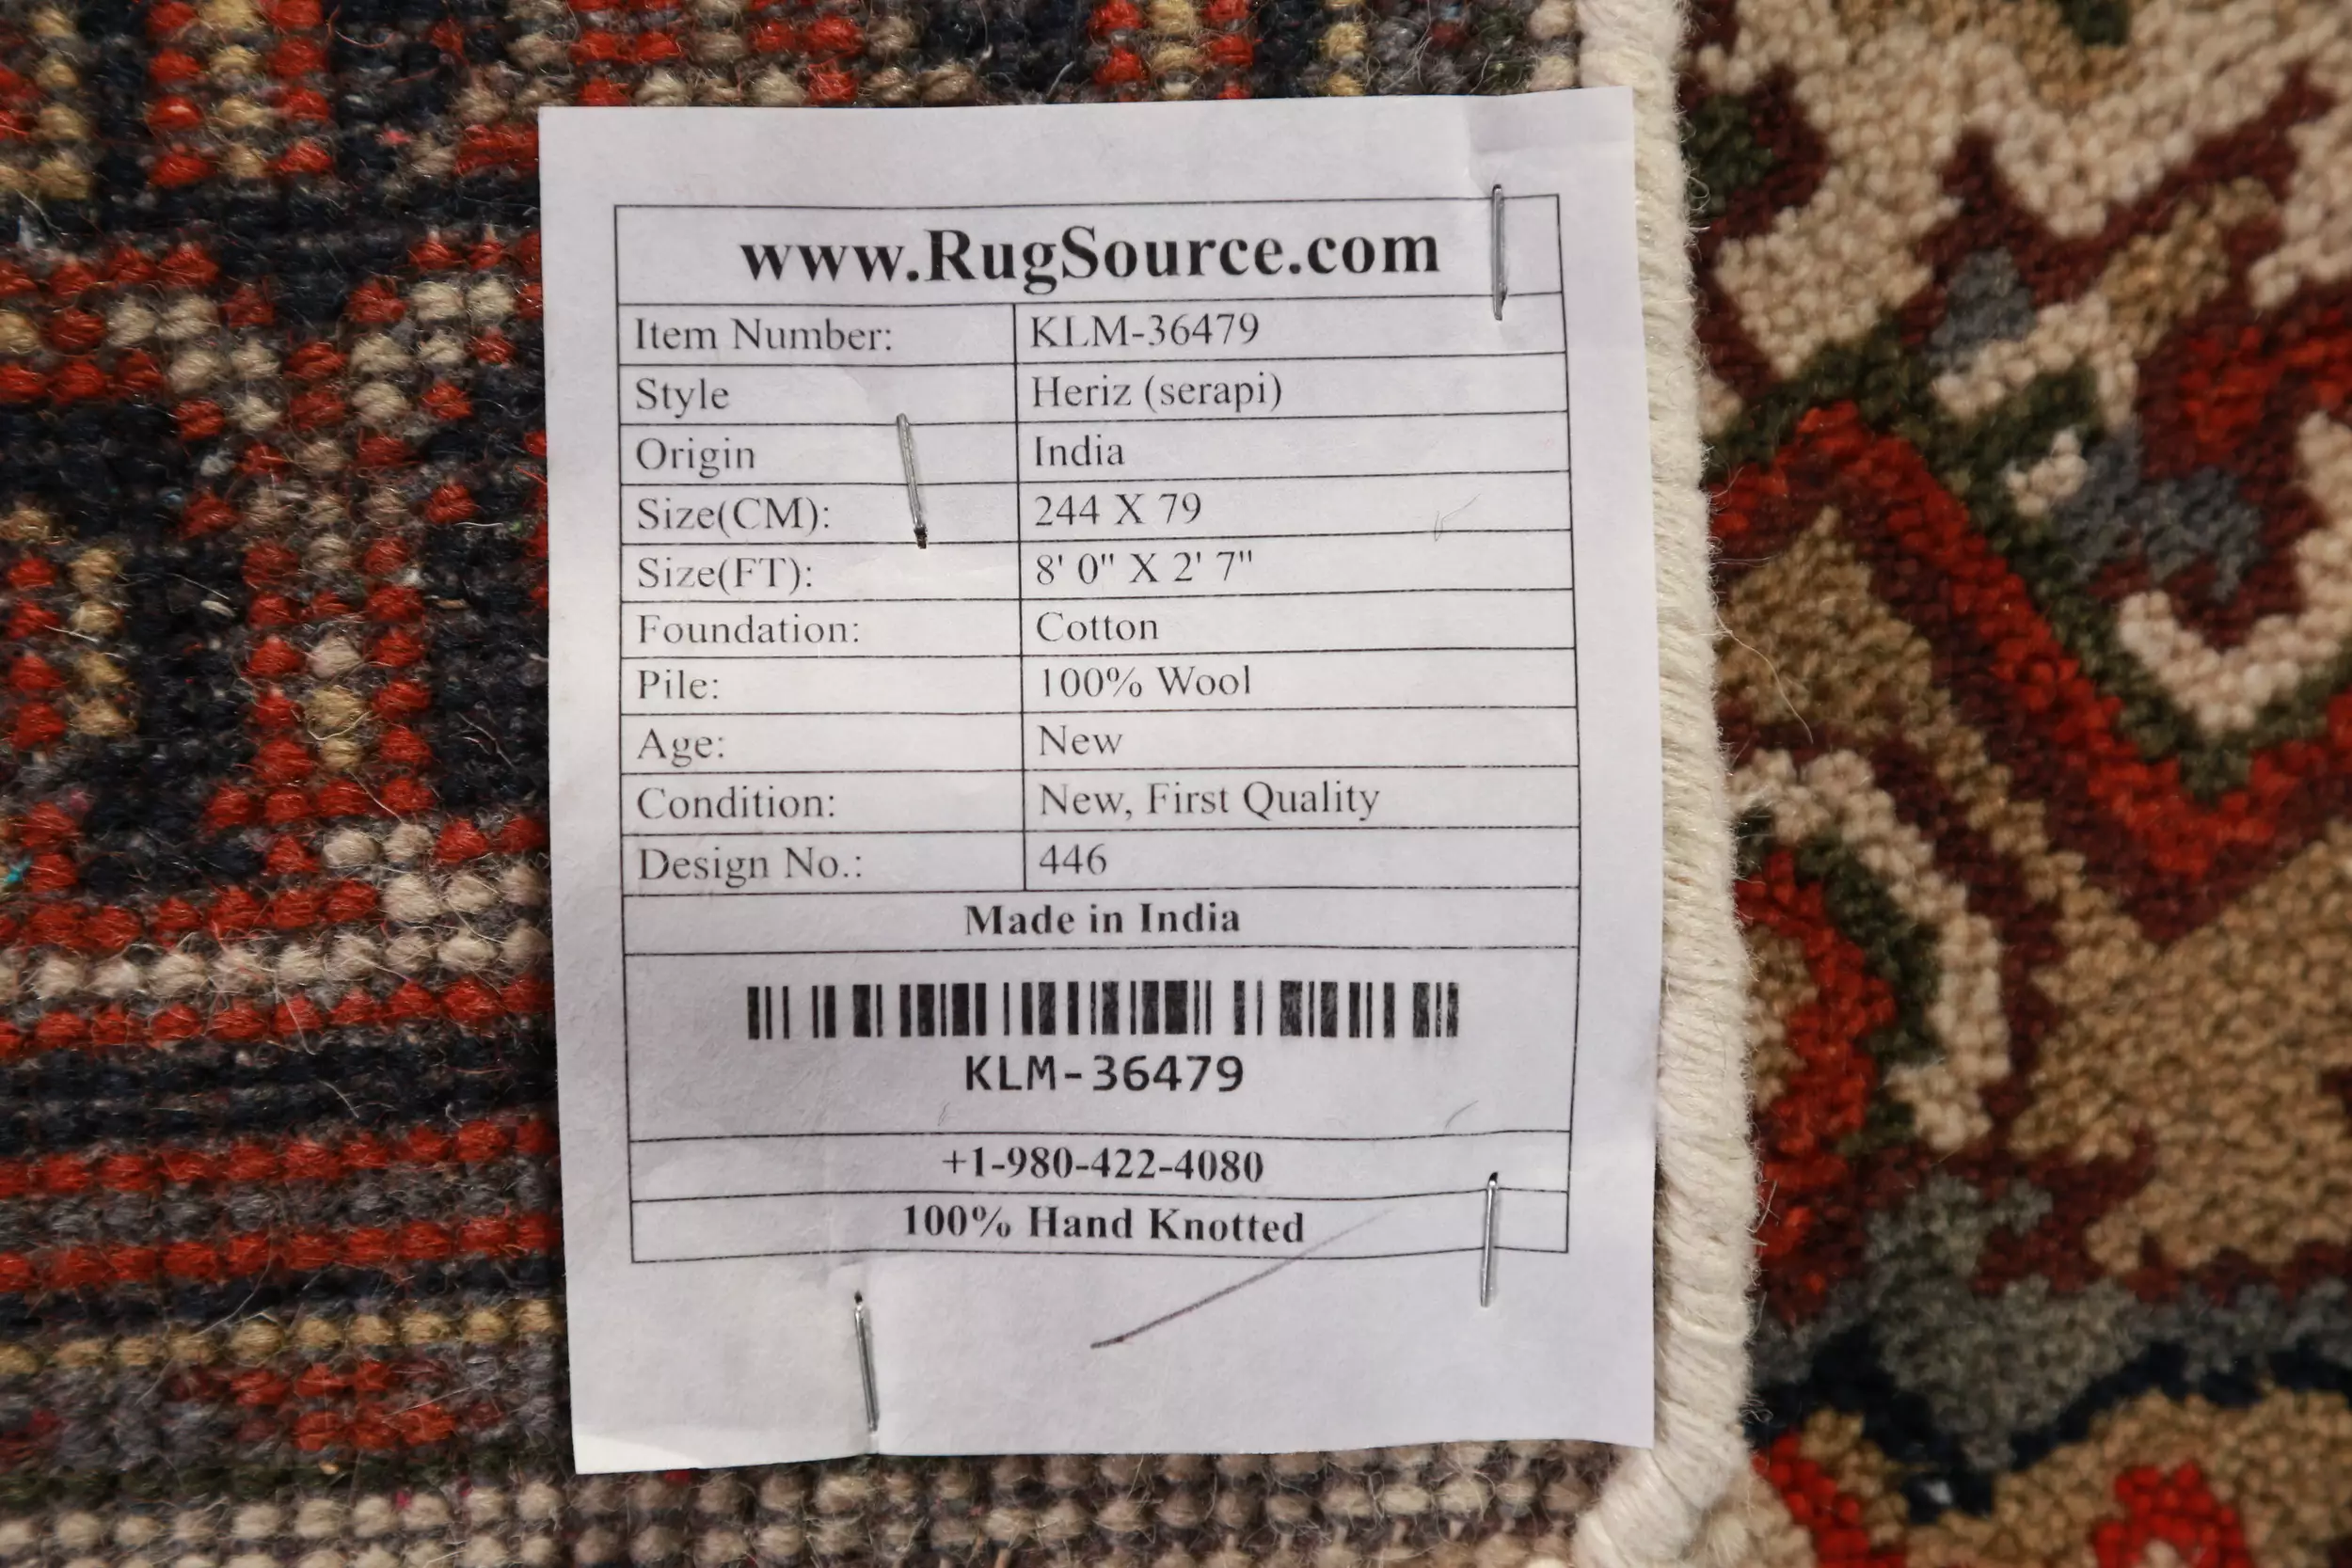 www.RugSource.com
Item Number: KLM-36479
Style Heriz (serapi)
Origin India
Size(CM): 244 X 79
Size(FT): 8' 0" X 2' 7"
Foundation: Cotton
Pile: 100% Wool
Age: New
Condition: New, First Quality
Design No.: 446
Made in India
KLM-36479
+1-980-422-4080
100% Hand Knotted